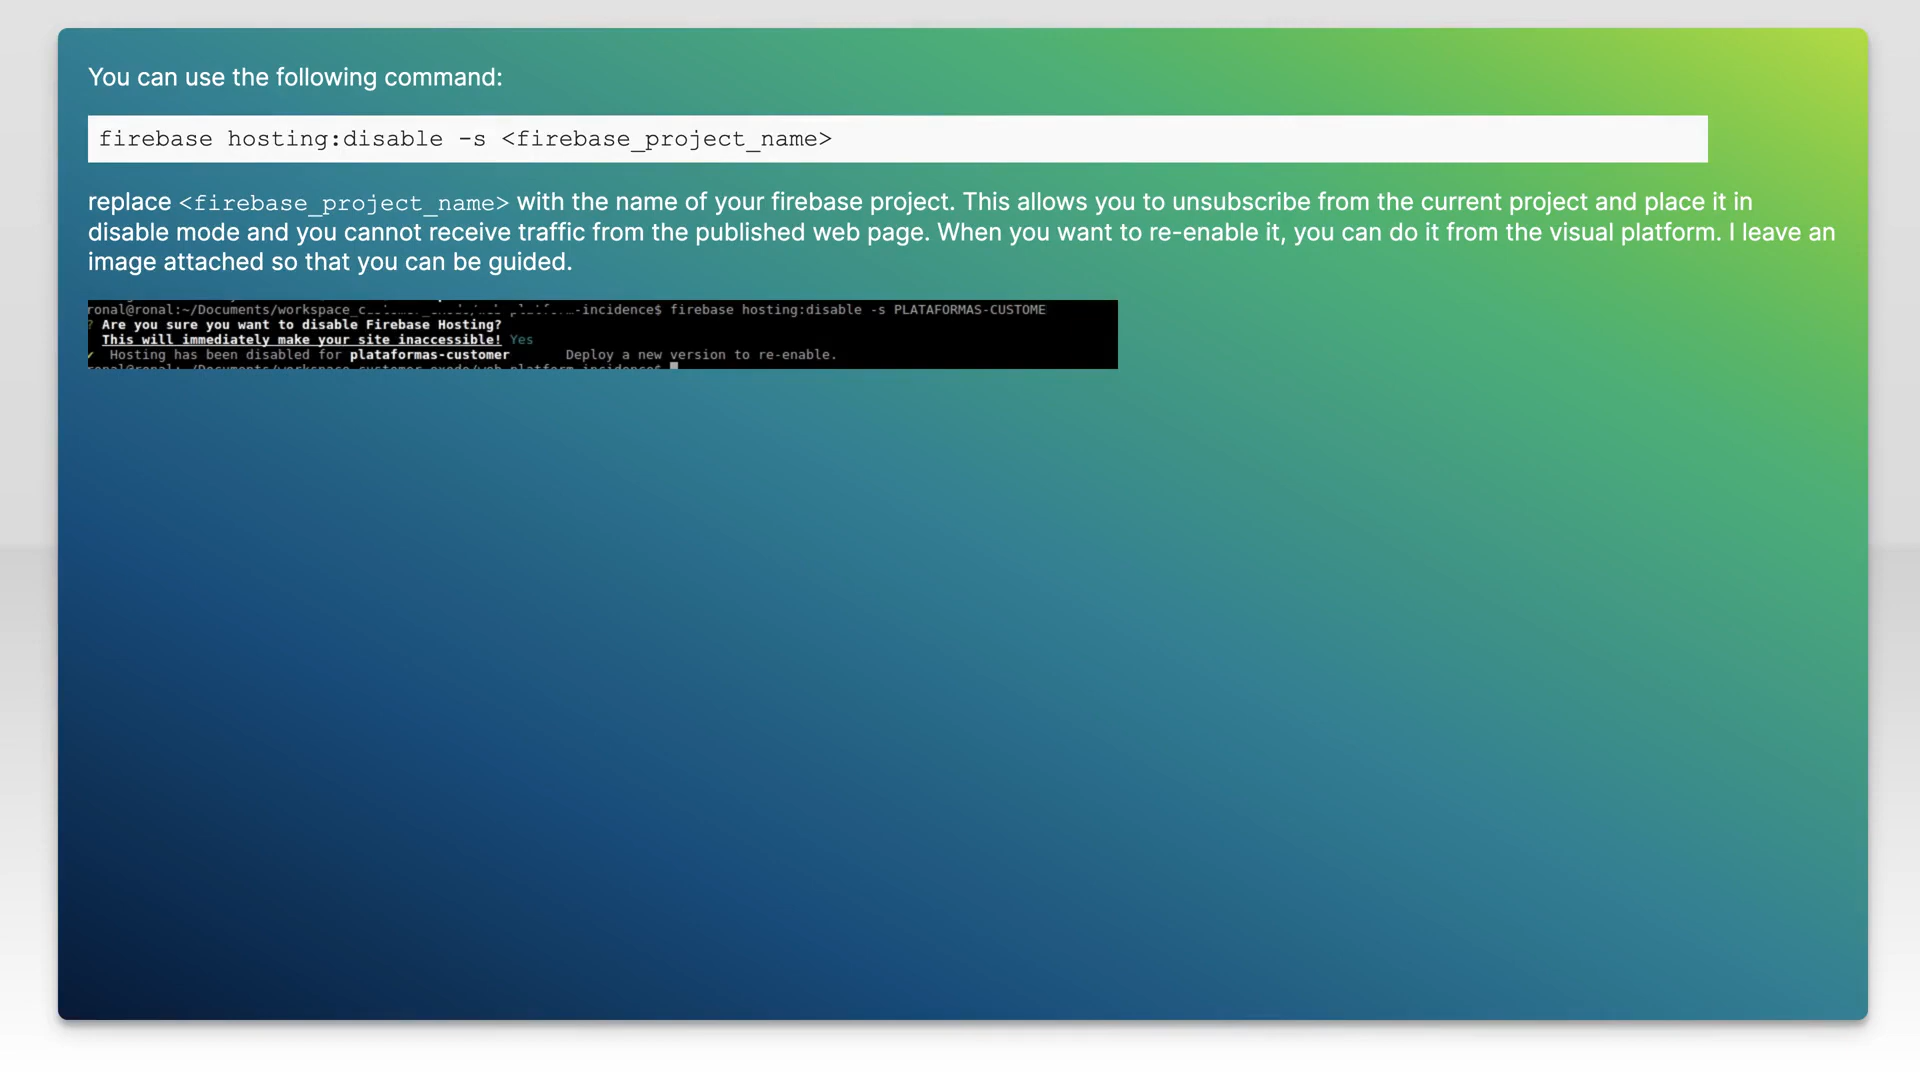 You can use the following command:
firebase hosting:disable -s <firebase_project_name>
replace <firebase_project_name> with the name of your firebase project. This allows you to unsubscribe from the current project and place it in
disable mode and you cannot receive traffic from the published web page. When you want to re-enable it, you can do it from the visual platform. I leave an
image attached so that you can be guided.
ronal@ronal:~/Documents/workspace_ -incidence$ firebase hosting:disable -s PLATAFORMAS-CUSTOME
? Are you sure you want to disable Firebase Hosting?
This will immediately make your site inaccessible! Yes
✓ Hosting has been disabled for plataformas-customer Deploy a new version to re-enable.